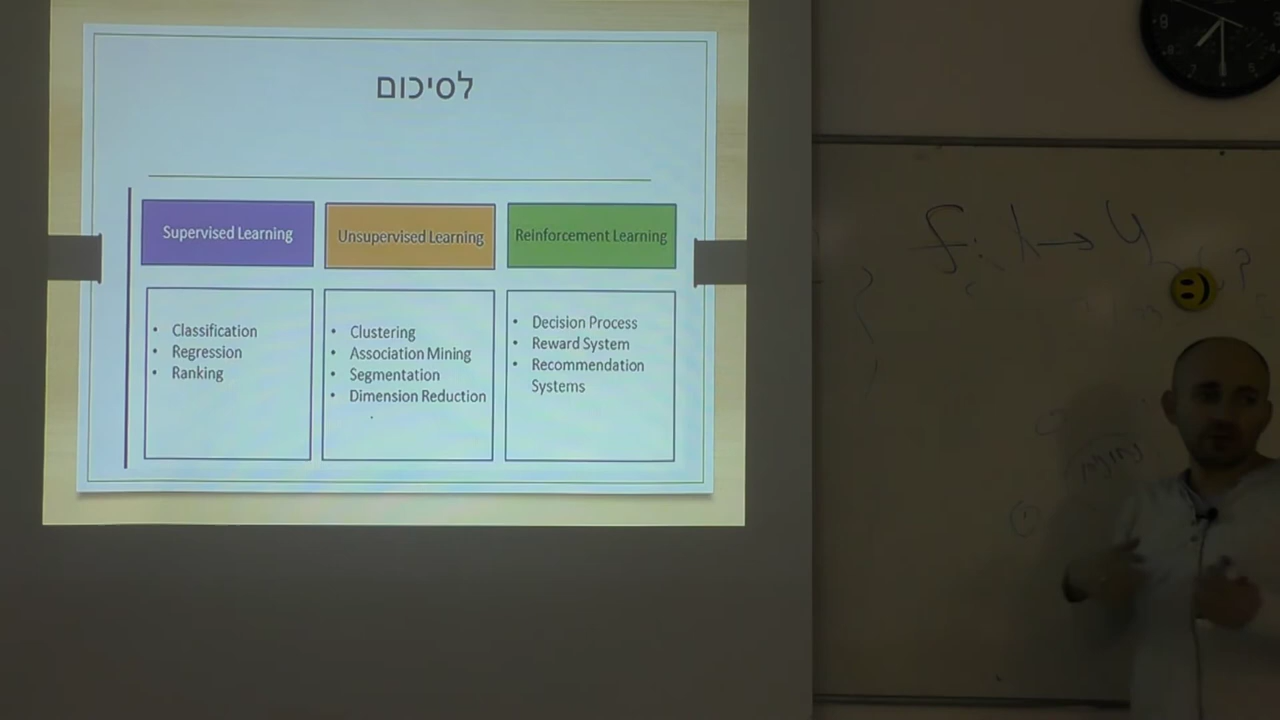 לסיכום
Supervised Learning
• Classification
• Regression
• Ranking
Unsupervised Learning
• Clustering
• Association Mining
• Segmentation
• Dimension Reduction
Reinforcement Learning
• Decision Process
• Reward System
• Recommendation
Systems
f: X → Y